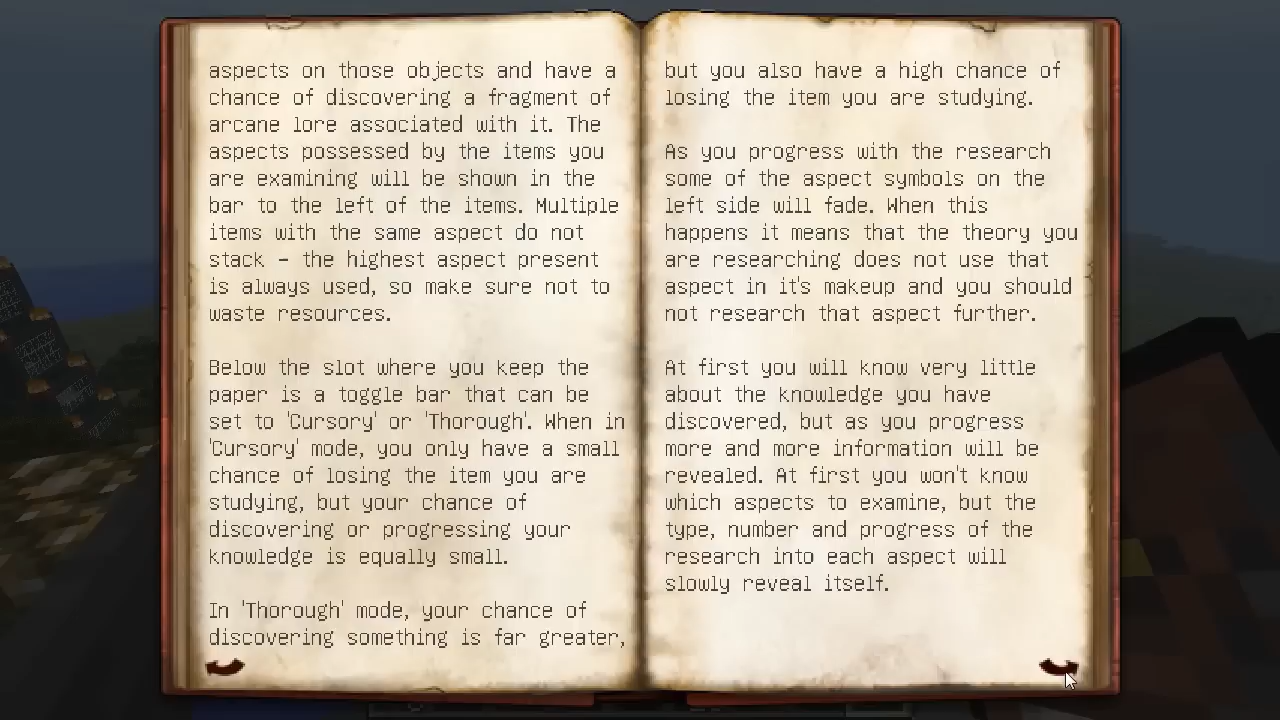 aspects on those objects and have a
chance of discovering a fragment of
arcane lore associated with it. The
aspects possessed by the items you
are examining will be shown in the
bar to the left of the items. Multiple
items with the same aspect do not
stack - the highest aspect present
is always used, so make sure not to
waste resources.
Below the slot where you keep the
paper is a toggle bar that can be
set to 'Cursory' or 'Thorough'. When in
'Cursory' mode, you only have a small
chance of losing the item you are
studying, but your chance of
discovering or progressing your
knowledge is equally small.
In 'Thorough' mode, your chance of
discovering something is far greater,
but you also have a high chance of
losing the item you are studying.
As you progress with the research
some of the aspect symbols on the
left side will fade. When this
happens it means that the theory you
are researching does not use that
aspect in it's makeup and you should
not research that aspect further.
At first you will know very little
about the knowledge you have
discovered, but as you progress
more and more information will be
revealed. At first you won't know
which aspects to examine, but the
type, number and progress of the
research into each aspect will
slowly reveal itself.